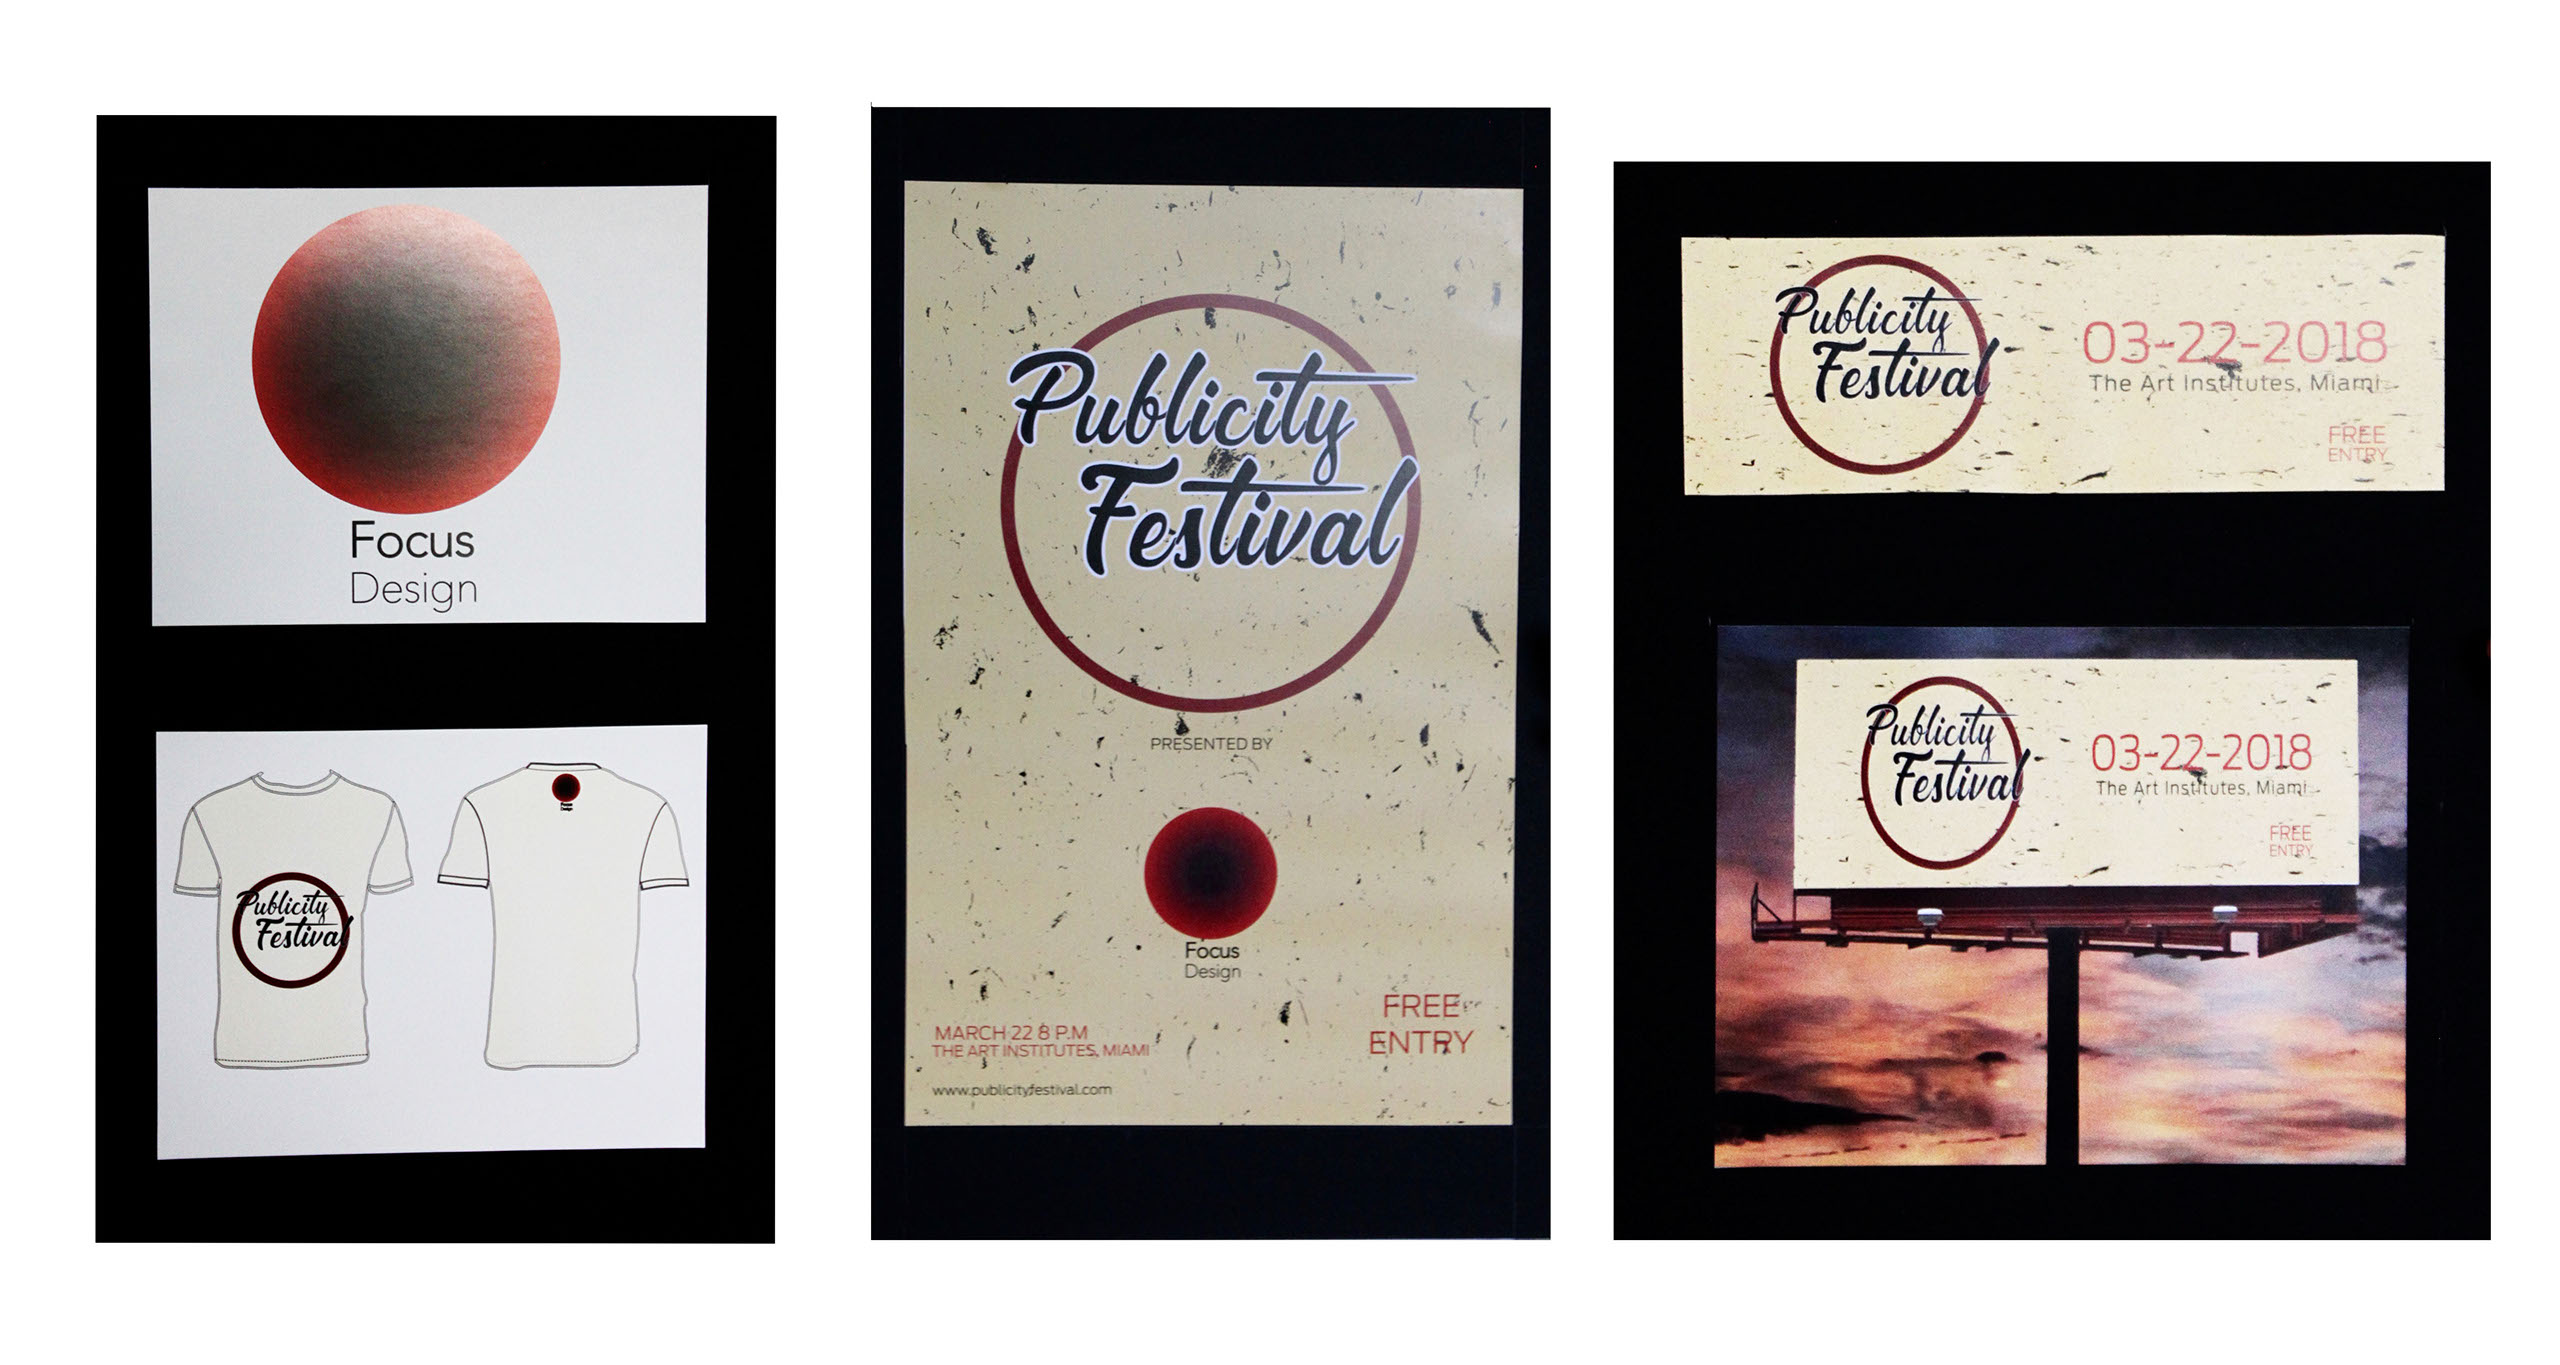 Focus
Design
Publicity
Festival
Focus
Design
Publicity
Festival
PRESENTED BY
Focus
Design
FREE
ENTRY
MARCH 22 8 P.M
THE ART INSTITUTES, MIAMI
www.publicityfestival.com
Publicity
Festival
03-22-2018
The Art Institutes, Miami
FREE
ENTRY
Publicity
Festival
03-22-2018
The Art Institutes, Miami
FREE
ENTRY